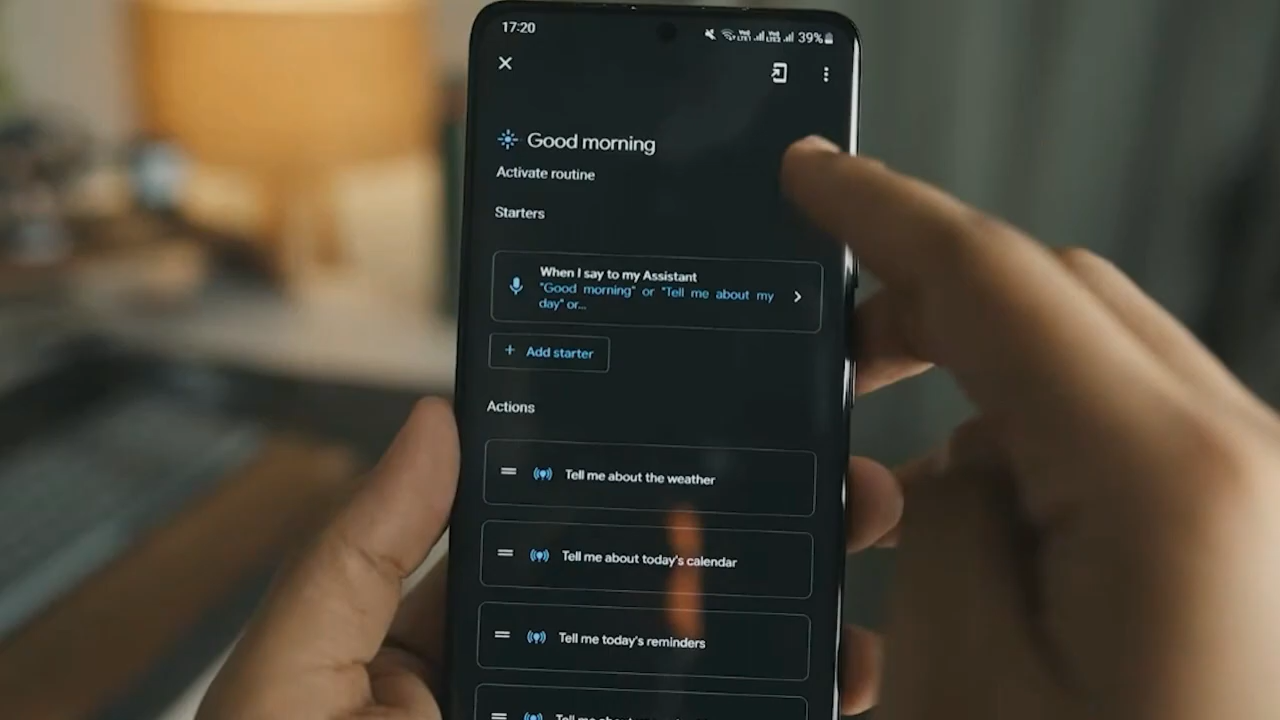 17:20
39%
Good morning
Activate routine
Starters
When I say to my Assistant
"Good morning" or "Tell me about my
day" or...
+ Add starter
Actions
Tell me about the weather
Tell me about today's calendar
Tell me today's reminders
Tell me